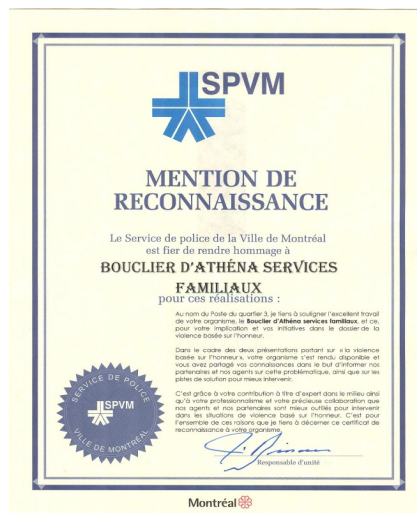 SPVM
MENTION DE
RECONNAISSANCE
Le Service de police de la Ville de Montréal
est fier de rendre hommage à
BOUCLIER D'ATHÉNA SERVICES
FAMILIAUX
pour ces réalisations :
Au nom du Poste du quartier 3, je tiens à souligner l'excellent travail
de votre organisme, le Bouclier d'Athéna services familiaux, et ce,
pour votre implication et vos initiatives dans le dossier de la
violence basée sur l'honneur.
Dans le cadre des deux présentations portant sur « la violence
basée sur l'honneur», votre organisme s'est rendu disponible et
vous avez partagé vos connaissances dans le but d'informer nos
partenaires et nos agents sur cette problématique, ainsi que sur les
pistes de solution pour mieux intervenir.
C'est grâce à votre contribution à titre d'expert dans le milieu ainsi
qu'à votre professionnalisme et votre précieuse collaboration que
nos agents et nos partenaires sont mieux outillés pour intervenir
dans les situations de violence basé sur l'honneur. C'est pour
l'ensemble de ces raisons que je tiens à décerner ce certificat de
reconnaissance à votre organisme.
SERVICE DE POLICE
SPVM
VILLE DE MONTRÉAL
Responsable d'unité
Montréal